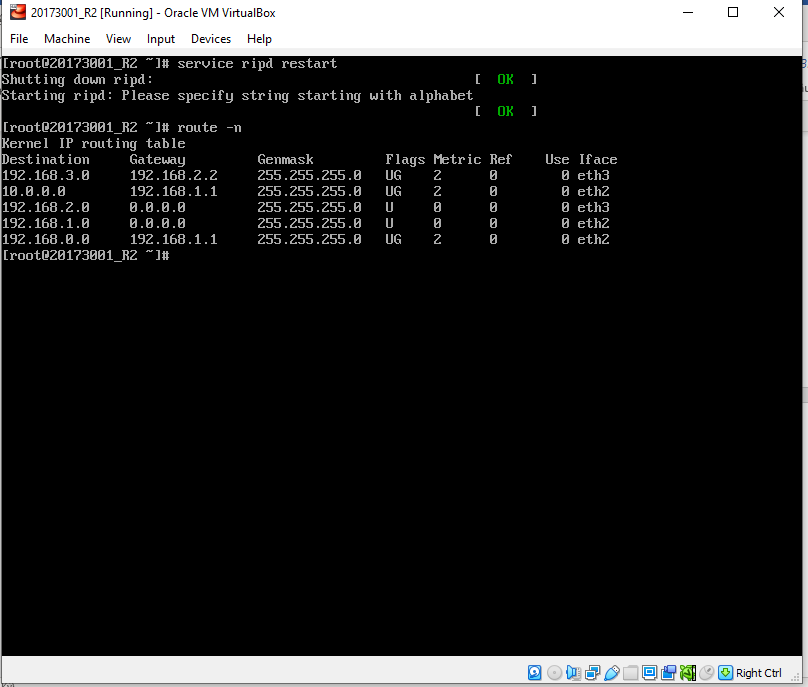 20173001_R2 [Running] - Oracle VM VirtualBox
File Machine View Input Devices Help
[root@20173001_R2 ~]# service ripd restart
Shutting down ripd: [ OK ]
Starting ripd: Please specify string starting with alphabet
[ OK ]
[root@20173001_R2 ~]# route -n
Kernel IP routing table
Destination Gateway Genmask Flags Metric Ref Use Iface
192.168.3.0 192.168.2.2 255.255.255.0 UG 2 0 0 eth3
10.0.0.0 192.168.1.1 255.255.255.0 UG 2 0 0 eth2
192.168.2.0 0.0.0.0 255.255.255.0 U 0 0 0 eth3
192.168.1.0 0.0.0.0 255.255.255.0 U 0 0 0 eth2
192.168.0.0 192.168.1.1 255.255.255.0 UG 2 0 0 eth2
[root@20173001_R2 ~]#
Right Ctrl